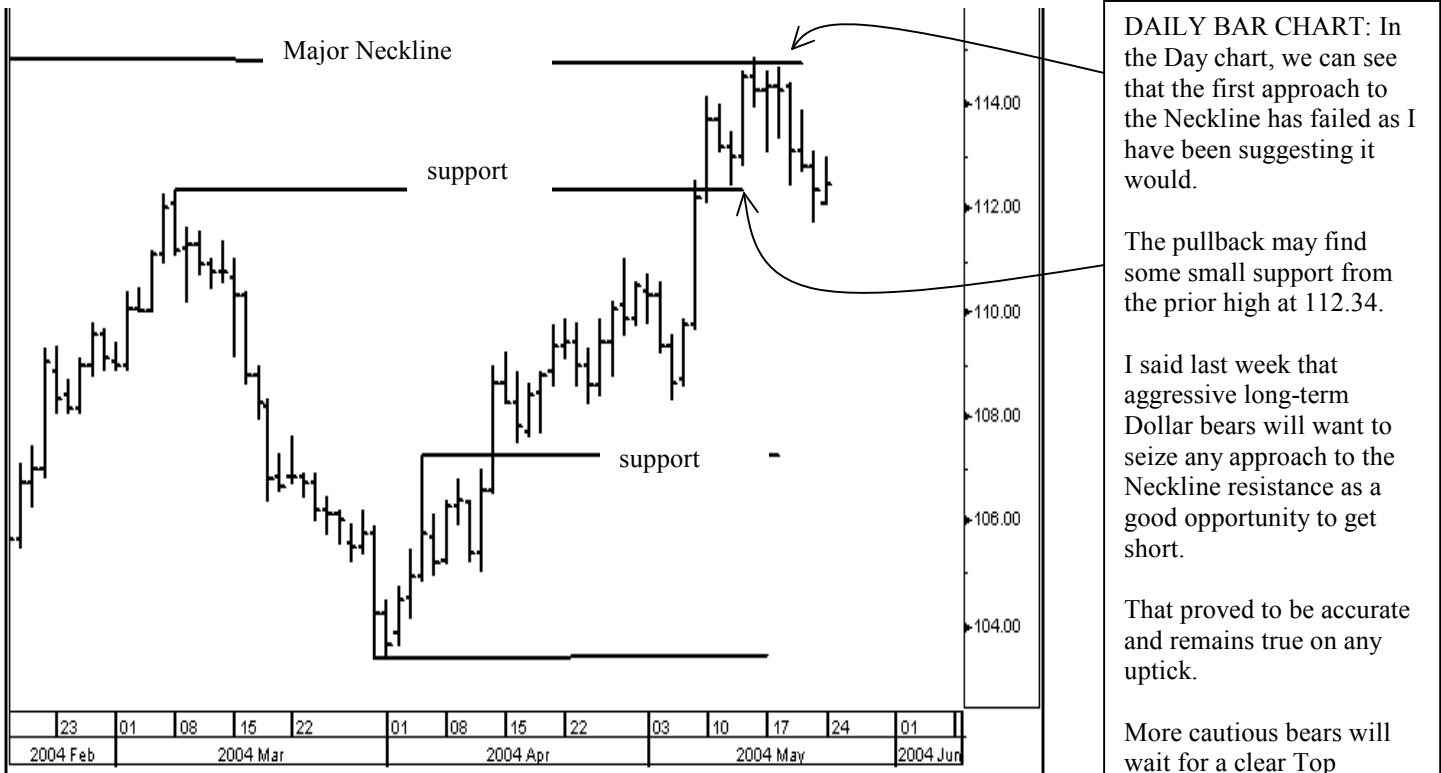 Major Neckline
support
support
114.00
112.00
110.00
108.00
106.00
104.00
23 01 08 15 22 01 08 15 22 03 10 17 24 01
2004 Feb 2004 Mar 2004 Apr 2004 May 2004 Jun
DAILY BAR CHART: In
the Day chart, we can see
that the first approach to
the Neckline has failed as I
have been suggesting it
would.
The pullback may find
some small support from
the prior high at 112.34.
I said last week that
aggressive long-term
Dollar bears will want to
seize any approach to the
Neckline resistance as a
good opportunity to get
short.
That proved to be accurate
and remains true on any
uptick.
More cautious bears will
wait for a clear Top